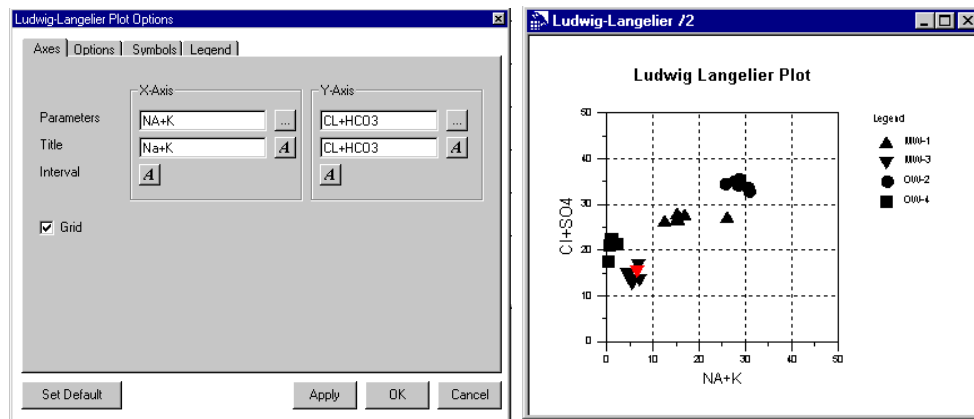 Ludwig-Langelier Plot Options
Axes Options Symbols Legend
X-Axis Y-Axis
Parameters NA+K ... CL+HCO3 ...
Title Na+K A CL+HCO3 A
Interval A A
Grid
Set Default Apply OK Cancel
Ludwig-Langelier /2
Ludwig Langelier Plot
50
40
30
20
10
0
Cl+SO4
0 10 20 30 40 50
NA+K
Legend
MW-1
MW-3
OW-2
OW-4